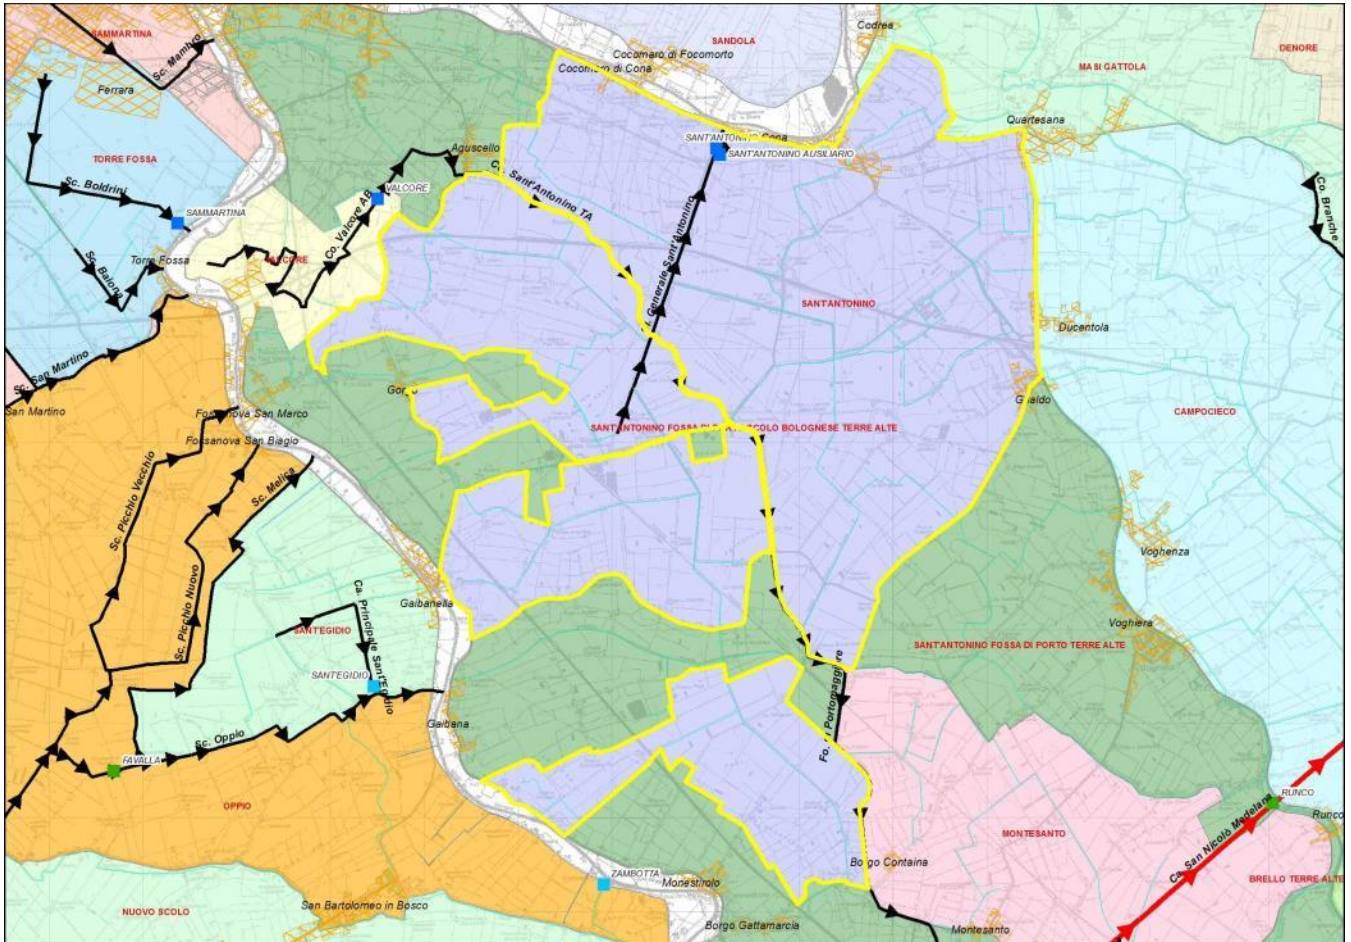 SAMMARTINA
Sc. Mambro
Ferrara
SANDOLA
Codrea
DENORE
Cocomaro di Focomorto
Cocomaro di Cona
MASI GATTOLA
Quartesana
TORRE FOSSA
Aguscello
SANT'ANTONINO
Cona
SANT'ANTONINO AUSILIARIO
Sc. Boldrini
SAMMARTINA
VALCORE
Co. Valcore AB
Sant'Antonino TA
Co. Branche
Torre Fossa
VALCORE
Sc. Baiona
Generale Sant'Antonino
SANT'ANTONINO
Ducentola
Sc. San Martino
San Martino
Fossanova San Marco
Fossanova San Biagio
CAMPOCIECO
SANT'ANTONINO FOSSA DI
SCOLO BOLOGNESE TERRE ALTE
Sc. Picchio Vecchio
Sc. Melica
Voghenza
Sc. Picchio Nuovo
Gaibanella
Ca. Principale Sant'Egidio
SANT'EGIDIO
Voghiera
SANT'ANTONINO FOSSA DI PORTO TERRE ALTE
SANT'EGIDIO
Gaibana
Sc. Oppio
FAVALLA
OPPIO
RUNCO
Runco
Ca. San Nicolò Medelana
MONTESANTO
Borgo Containa
BRELLO TERRE ALTE
ZAMBOTTA
Monestirolo
San Bartolomeo in Bosco
NUOVO SCOLO
Borgo Gattamarcia
Montesanto